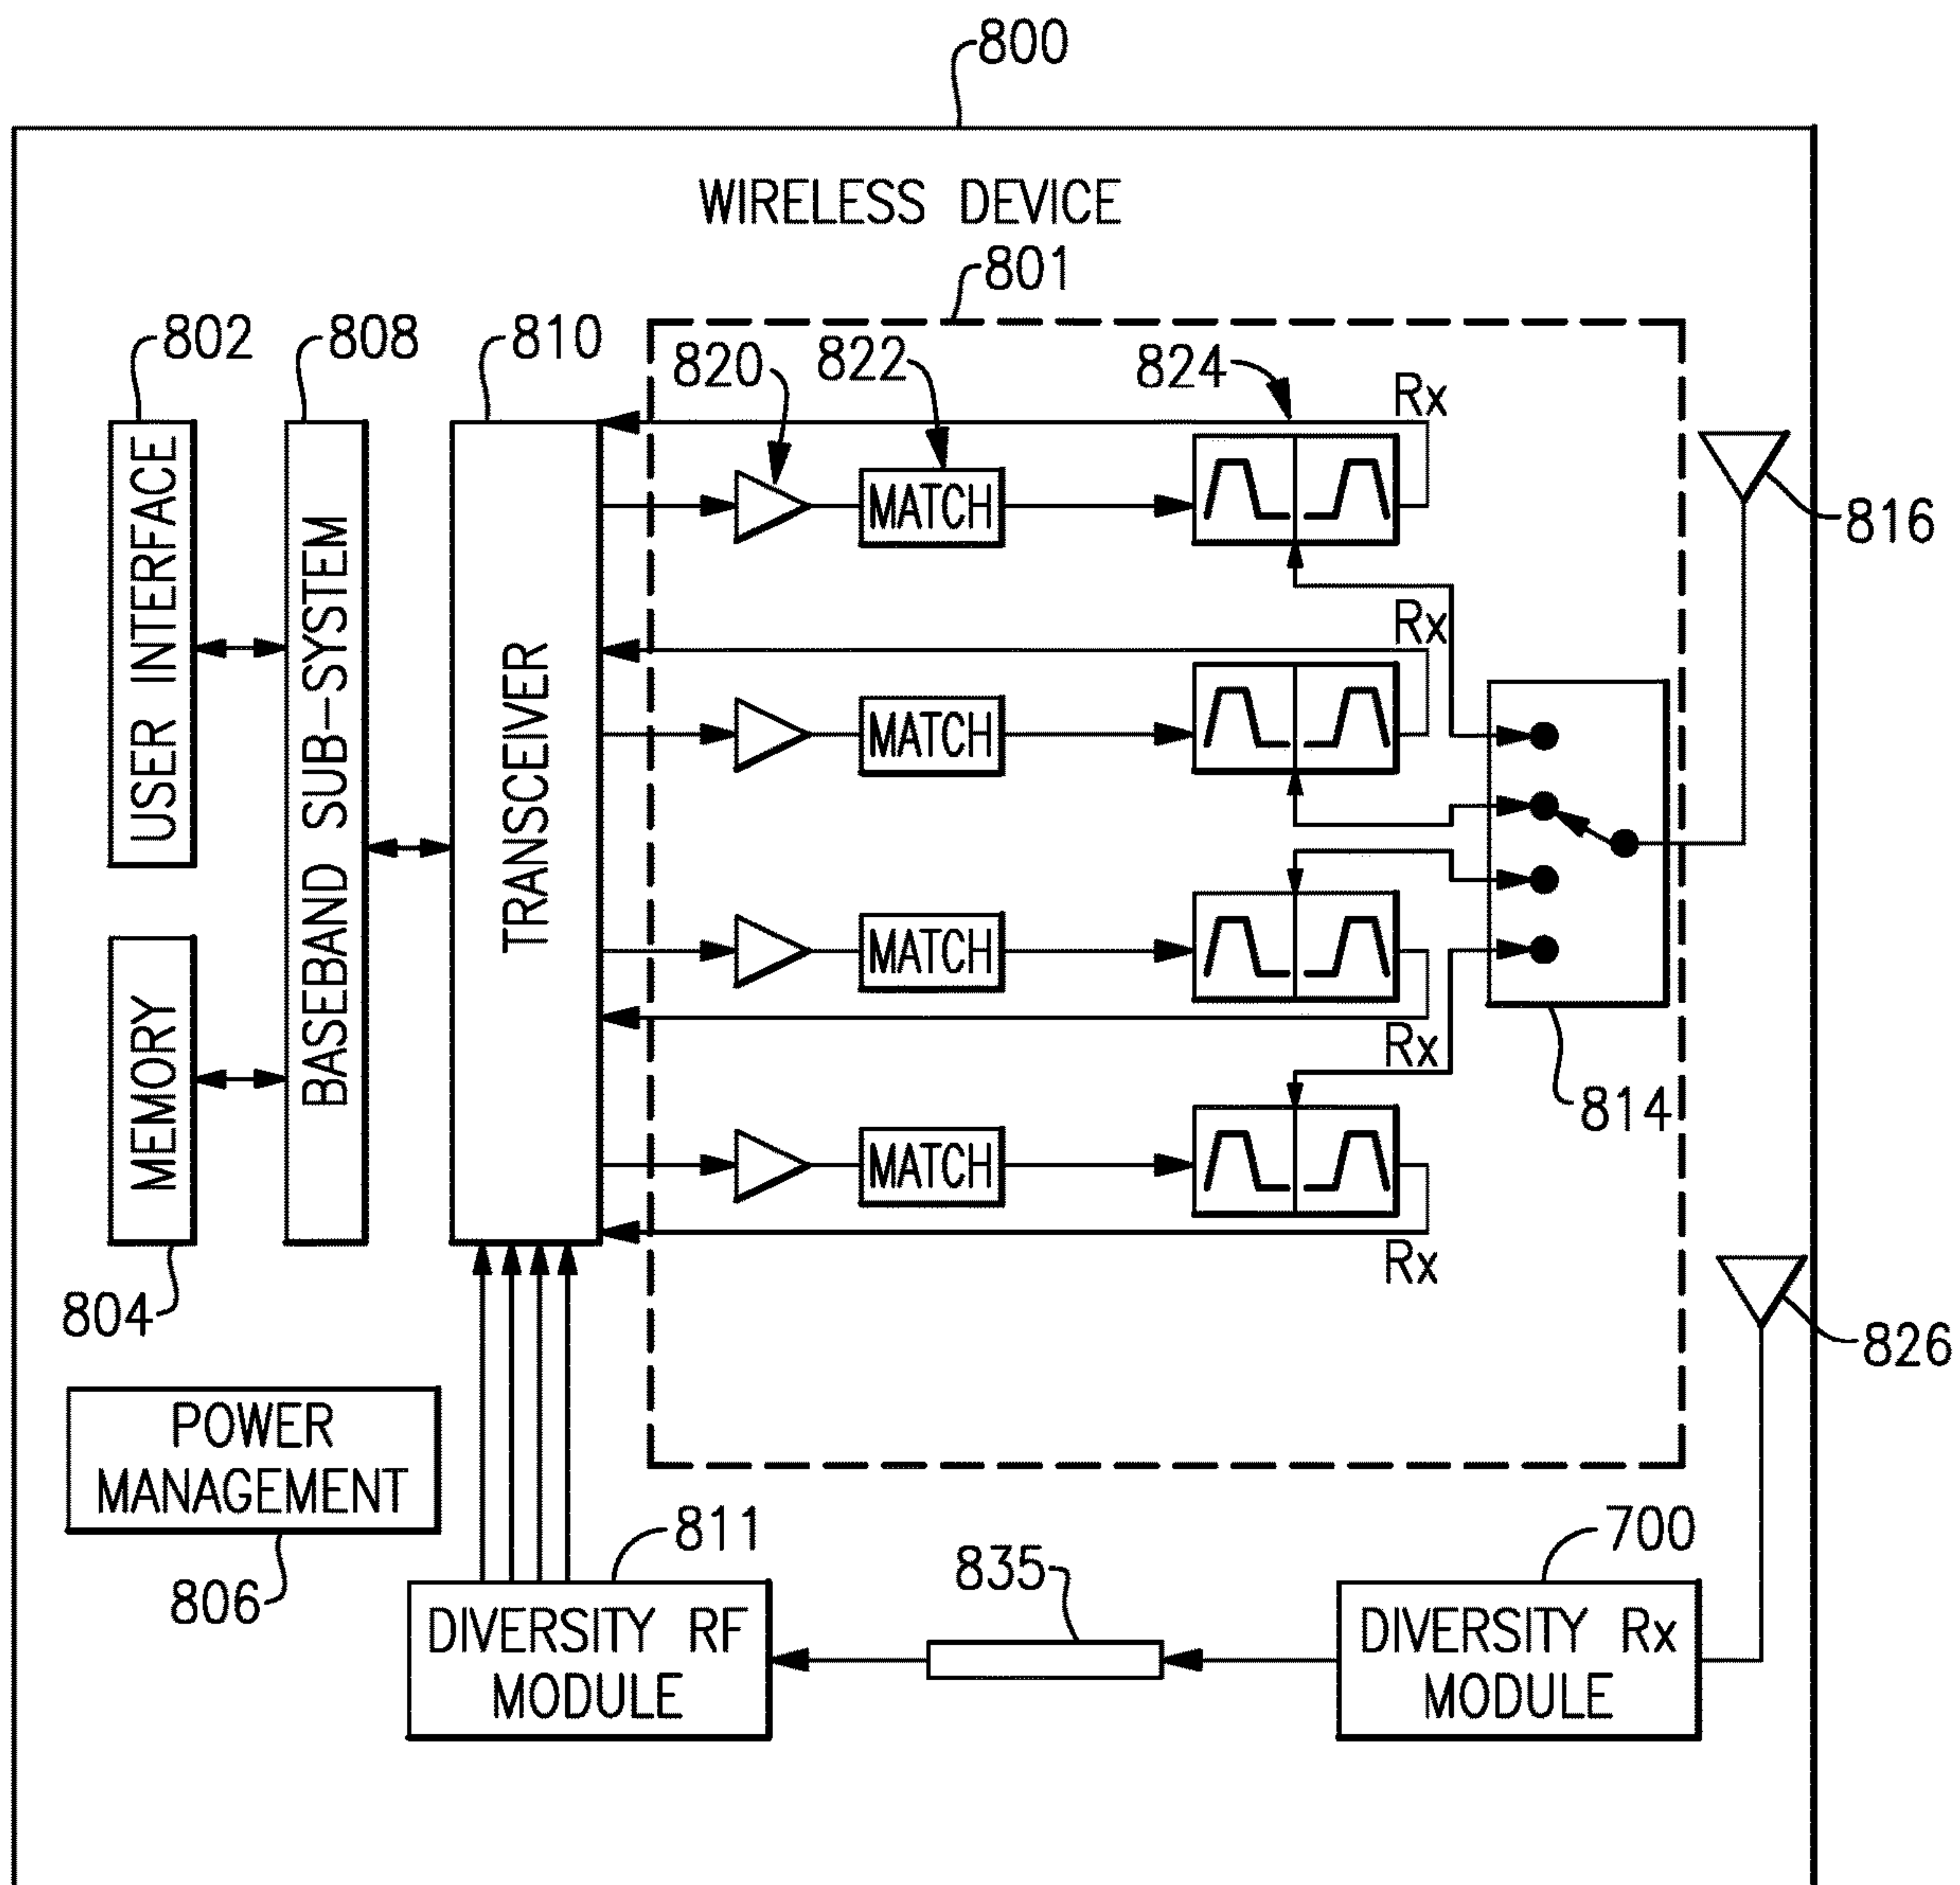 800
WIRELESS DEVICE
801
802
808
810
820
822
824
Rx
USER INTERFACE
BASEBAND SUB-SYSTEM
TRANSCEIVER
MATCH
816
Rx
MATCH
MATCH
Rx
814
MEMORY
MATCH
Rx
804
826
POWER
MANAGEMENT
806
811
835
700
DIVERSITY RF
MODULE
DIVERSITY Rx
MODULE